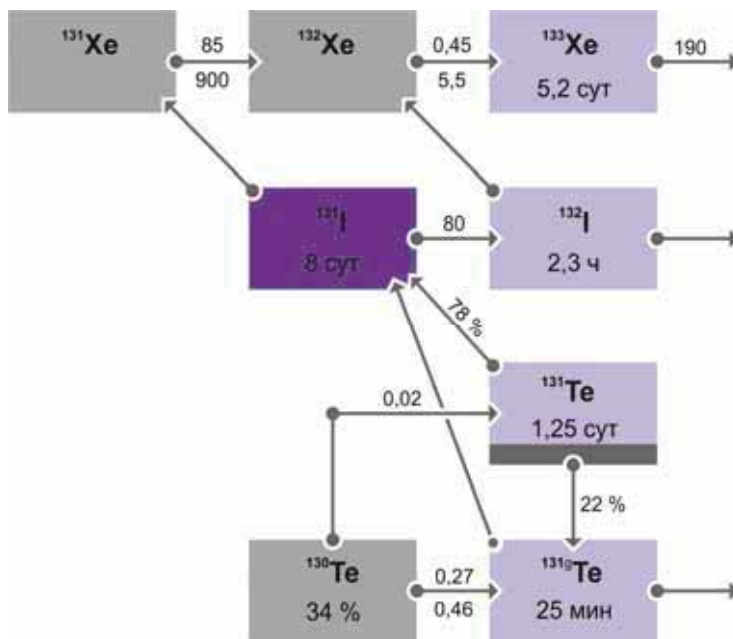 ¹³¹Xe
85
900
¹³²Xe
0,45
5,5
¹³³Xe
5,2 сут
190
¹³¹I
8 сут
80
¹³²I
2,3 ч
78 %
¹³¹Te
1,25 сут
0,02
22 %
¹³⁰Te
34 %
0,27
0,46
¹³¹ᵍTe
25 мин